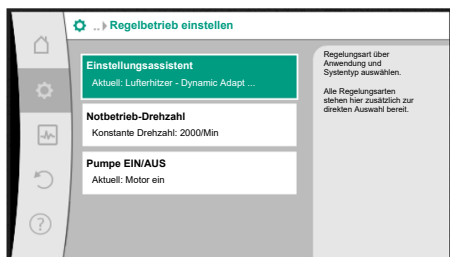 .. Regelbetrieb einstellen
Einstellungsassistent
Aktuell: Lufterhitzer - Dynamic Adapt ...
Notbetrieb-Drehzahl
Konstante Drehzahl: 2000/Min
Pumpe EIN/AUS
Aktuell: Motor ein
Regelungsart über
Anwendung und
Systemtyp auswählen.
Alle Regelungsarten
stehen hier zusätzlich zur
direkten Auswahl bereit.
?